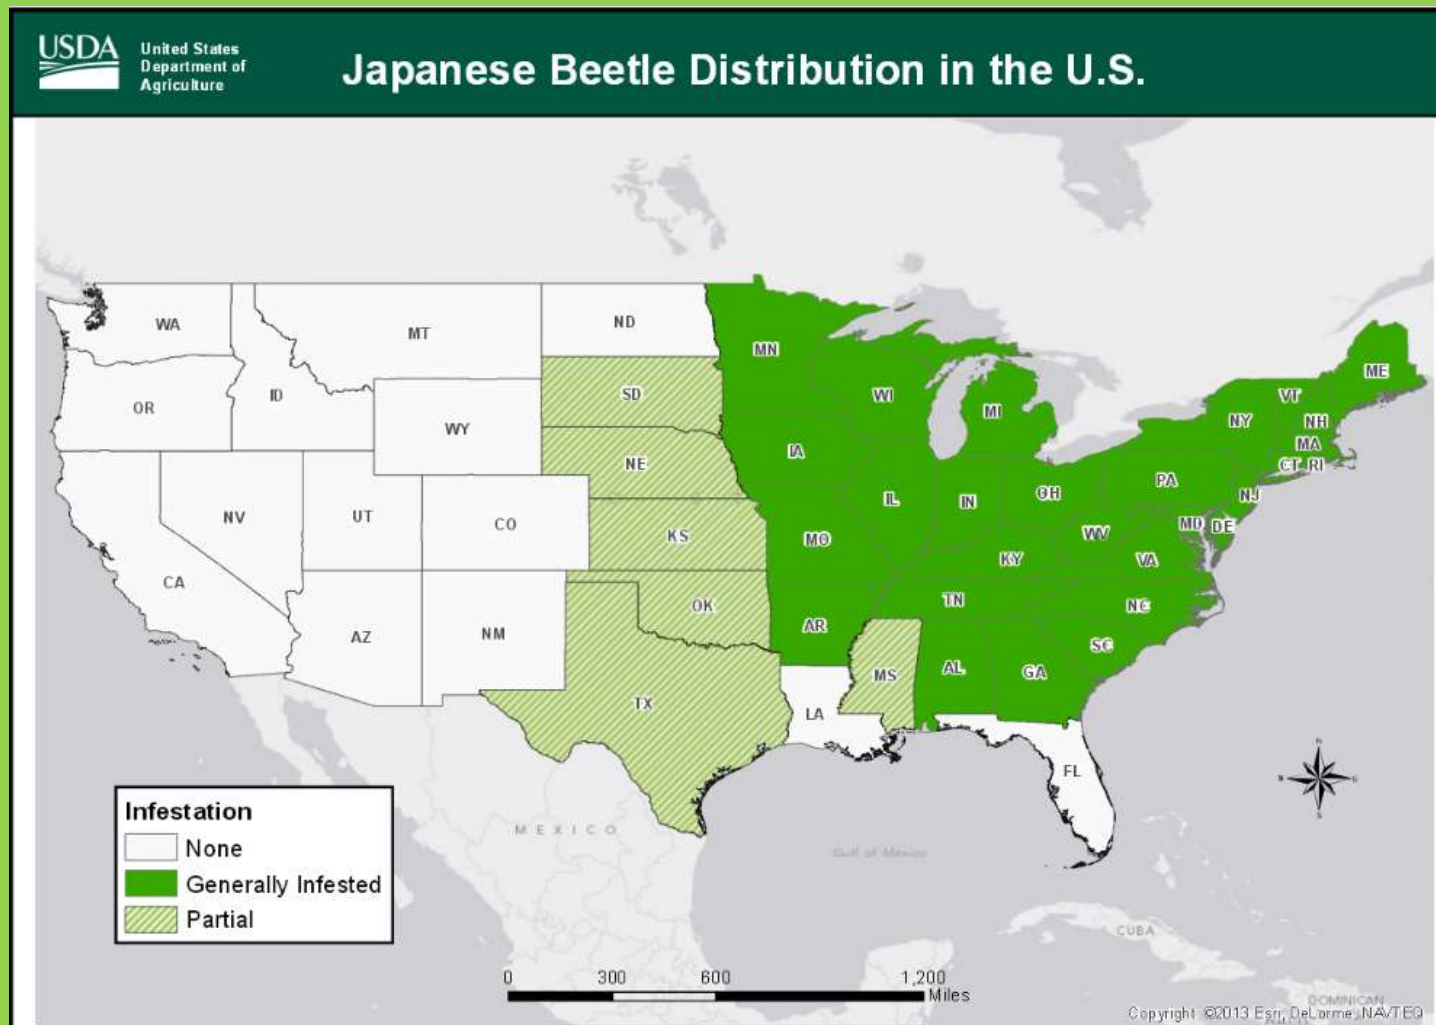 USDA
United States
Department of
Agriculture
Japanese Beetle Distribution in the U.S.
WA
MT
ND
MN
ME
OR
ID
SD
WI
MI
VT
NY
NH
WY
MA
IA
NE
CT
RI
PA
NV
UT
CO
IL
IN
OH
NJ
KS
MO
WV
MD
DE
CA
KY
VA
AZ
NM
OK
AR
TN
NC
SC
TX
LA
MS
AL
GA
FL
N
S
Infestation
None
Generally Infested
Partial
MEXICO
Gulf of Mexico
CUBA
0 300 600 1,200
Miles
DOMINICAN
Copyright ©2013 Esri, DeLorme, NAVTEQ